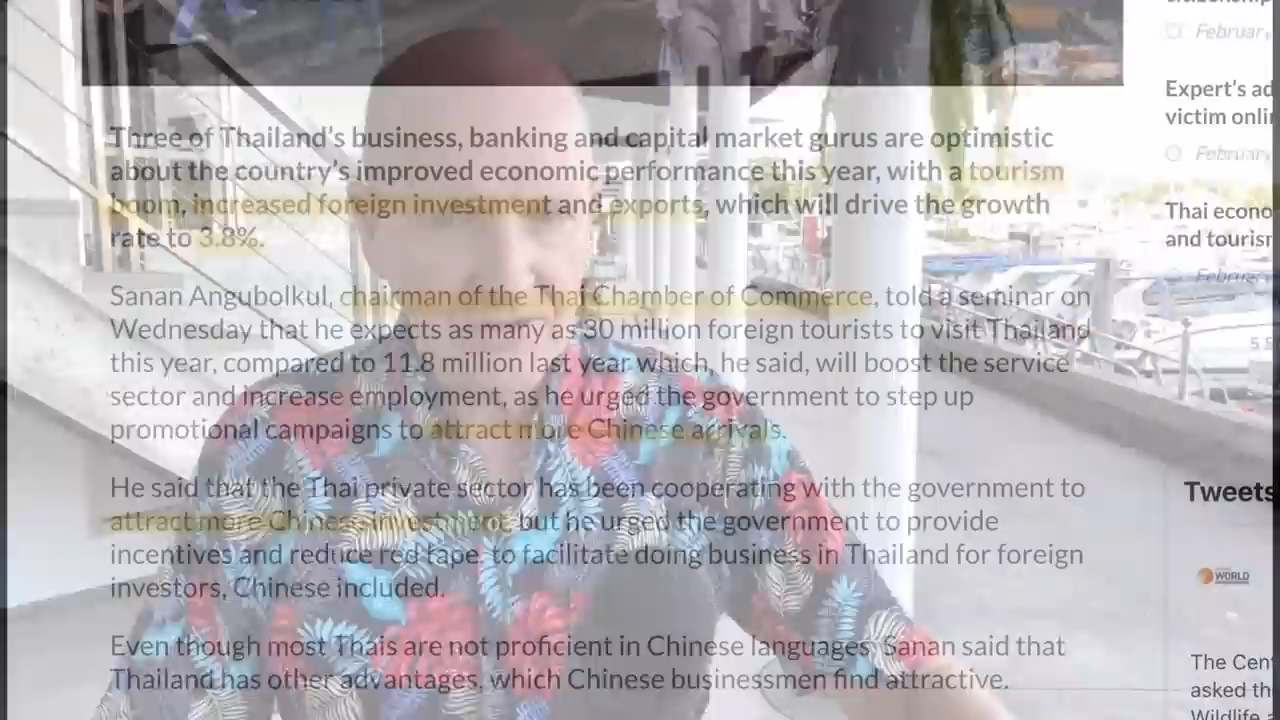 Three of Thailand's business, banking and capital market gurus are optimistic
about the country's improved economic performance this year, with a tourism
boom, increased foreign investment and exports, which will drive the growth
rate to 3.8%.
Sanan Angubolkul, chairman of the Thai Chamber of Commerce, told a seminar on
Wednesday that he expects as many as 30 million foreign tourists to visit Thailand
this year, compared to 11.8 million last year which, he said, will boost the service
sector and increase employment, as he urged the government to step up
promotional campaigns to attract more Chinese arrivals.
He said that the Thai private sector has been cooperating with the government to
attract more Chinese investment, but he urged the government to provide
incentives and reduce red tape, to facilitate doing business in Thailand for foreign
investors, Chinese included.
Even though most Thais are not proficient in Chinese languages, Sanan said that
Thailand has other advantages, which Chinese businessmen find attractive.
Februar
Expert's ad
victim onli
February
Thai econo
and touris
February
Tweets
WORLD
The Cen
asked th
Wildlife